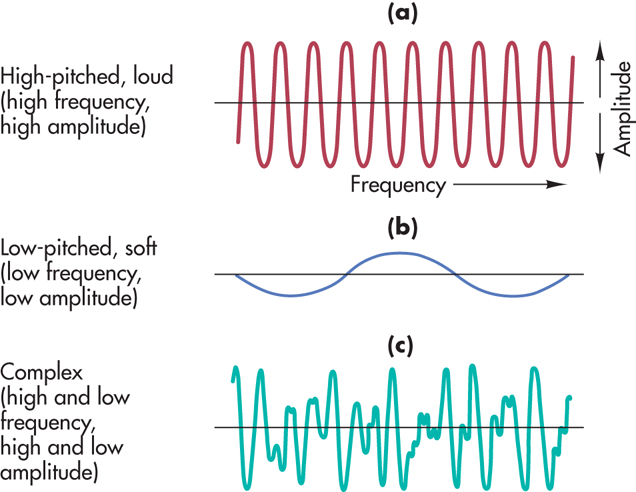 (a)
High-pitched, loud
(high frequency,
high amplitude)
Amplitude
Frequency
(b)
Low-pitched, soft
(low frequency,
low amplitude)
(c)
Complex
(high and low
frequency,
high and low
amplitude)